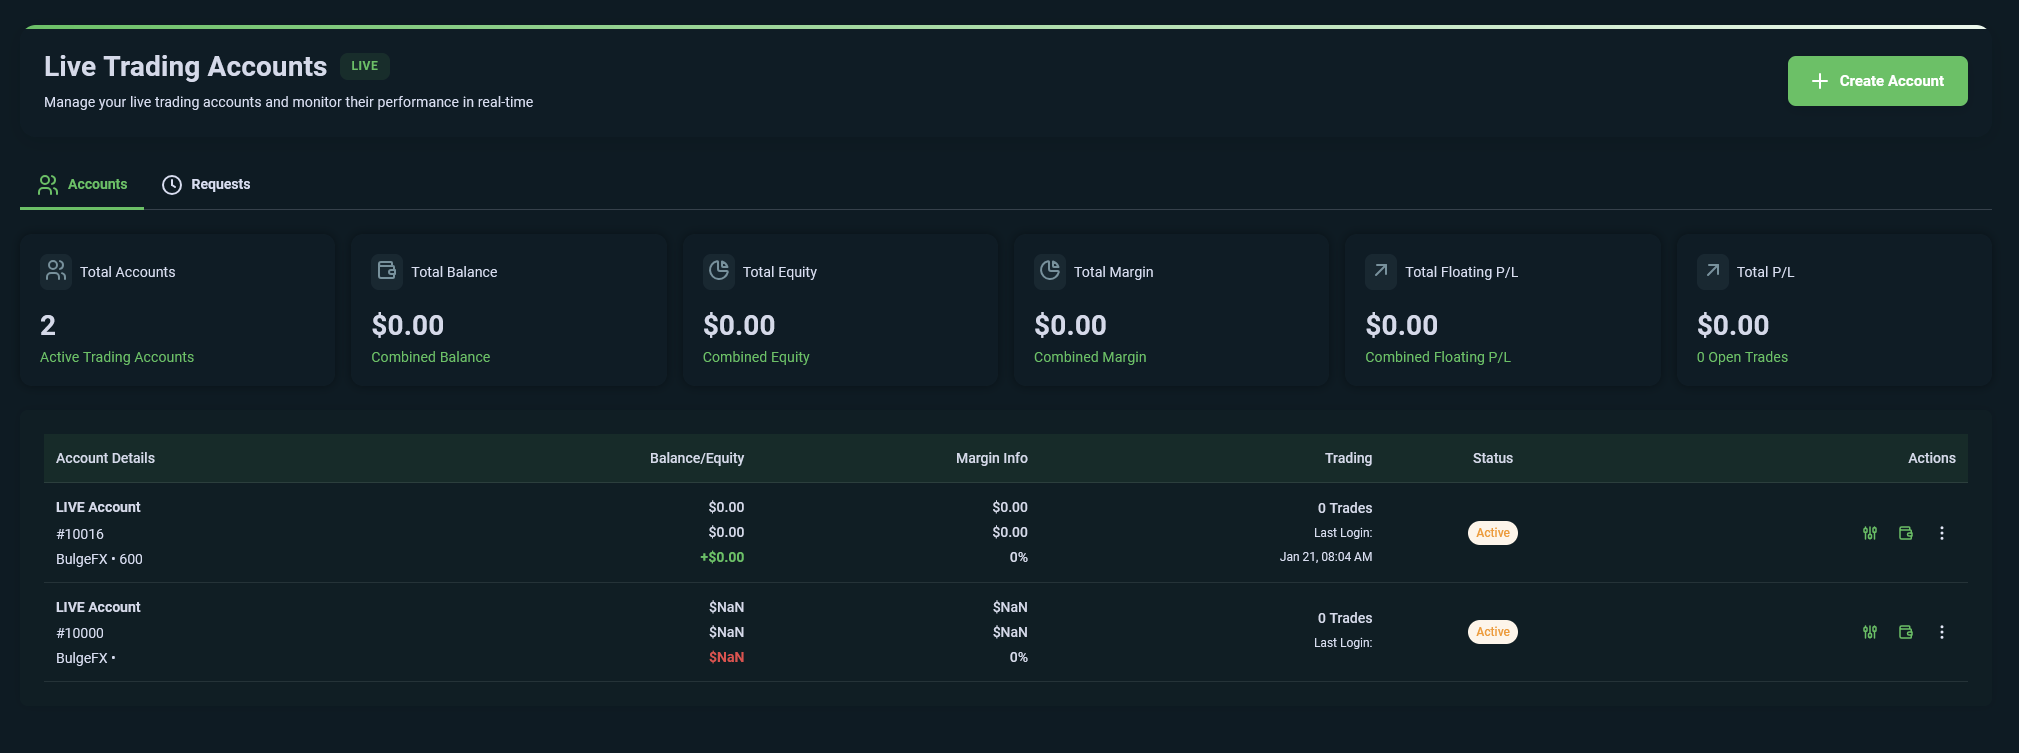 Live Trading Accounts LIVE
Manage your live trading accounts and monitor their performance in real-time
Create Account
Accounts Requests
Total Accounts
2
Active Trading Accounts
Total Balance
$0.00
Combined Balance
Total Equity
$0.00
Combined Equity
Total Margin
$0.00
Combined Margin
Total Floating P/L
$0.00
Combined Floating P/L
Total P/L
$0.00
0 Open Trades
Account Details Balance/Equity Margin Info Trading Status Actions
LIVE Account $0.00 $0.00 0 Trades
#10016 $0.00 $0.00 Last Login: Active
BulgeFX • 600 +$0.00 0% Jan 21, 08:04 AM
LIVE Account $NaN $NaN 0 Trades
#10000 $NaN $NaN Last Login: Active
BulgeFX • $NaN 0%